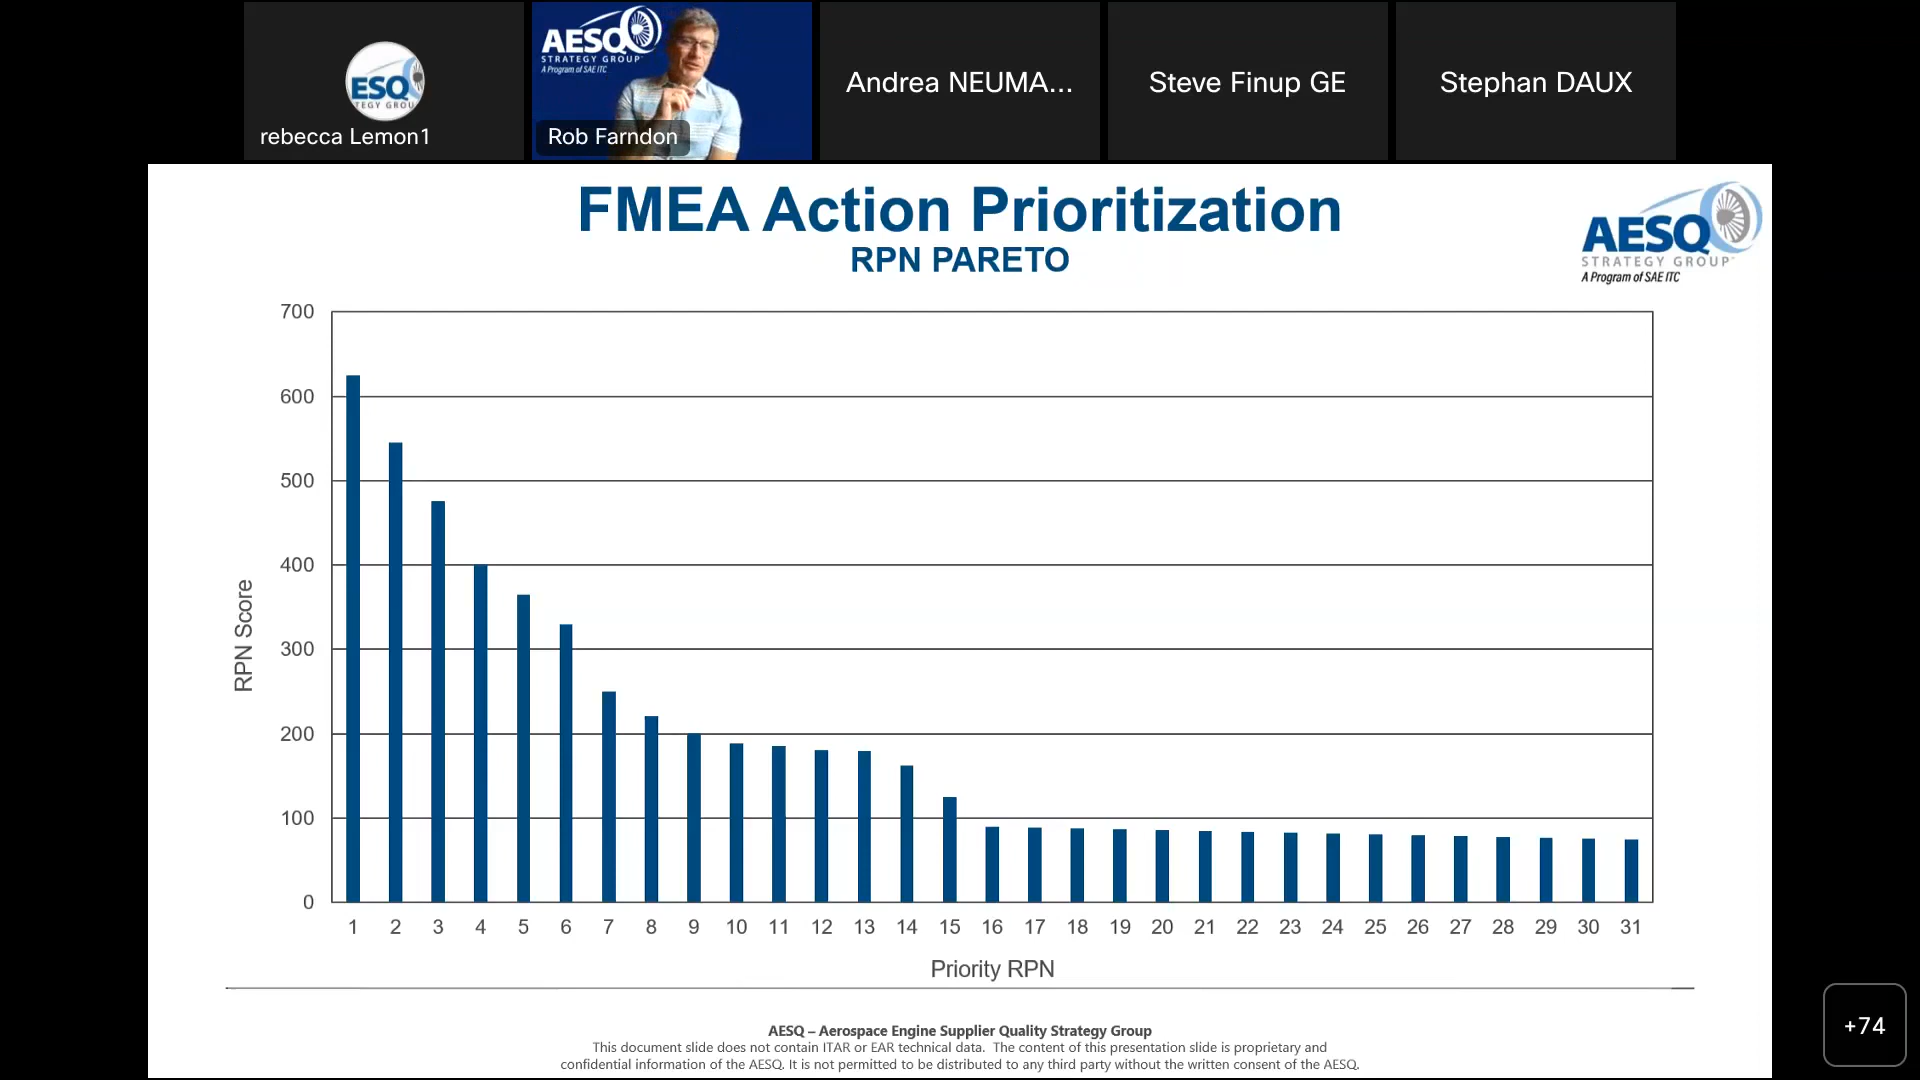 ESQ
TEGY GROU
rebecca Lemon1
AESQ
STRATEGY GROUP
A Program of SAE ITC
Rob Farndon
Andrea NEUMA...
Steve Finup GE
Stephan DAUX
FMEA Action Prioritization
RPN PARETO
AESQ
STRATEGY GROUP
A Program of SAE ITC
700
600
500
400
300
200
100
0
RPN Score
1 2 3 4 5 6 7 8 9 10 11 12 13 14 15 16 17 18 19 20 21 22 23 24 25 26 27 28 29 30 31
Priority RPN
AESQ – Aerospace Engine Supplier Quality Strategy Group
This document slide does not contain ITAR or EAR technical data. The content of this presentation slide is proprietary and
confidential information of the AESQ. It is not permitted to be distributed to any third party without the written consent of the AESQ.
+74